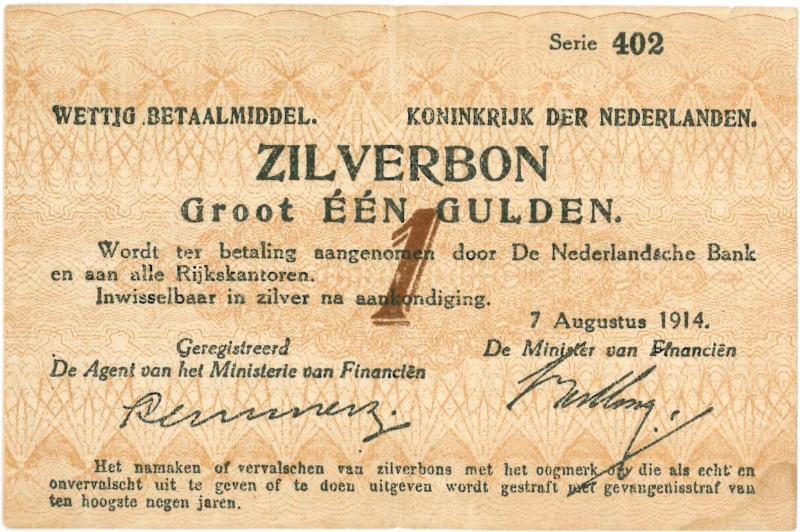 Serie 402
WETTIG BETAALMIDDEL. KONINKRIJK DER NEDERLANDEN.
ZILVERBON
Groot ÉÉN GULDEN.
1
Wordt ter betaling aangenomen door De Nederlandsche Bank
en aan alle Rijkskantoren.
Inwisselbaar in zilver na aankondiging.
7 Augustus 1914.
Geregistreerd De Minister van Financiën
De Agent van het Ministerie van Financiën
Het namaken of vervalschen van zilverbons met het oogmerk om die als echt en
onvervalscht uit te geven of te doen uitgeven wordt gestraft met gevangenisstraf van
ten hoogste negen jaren.